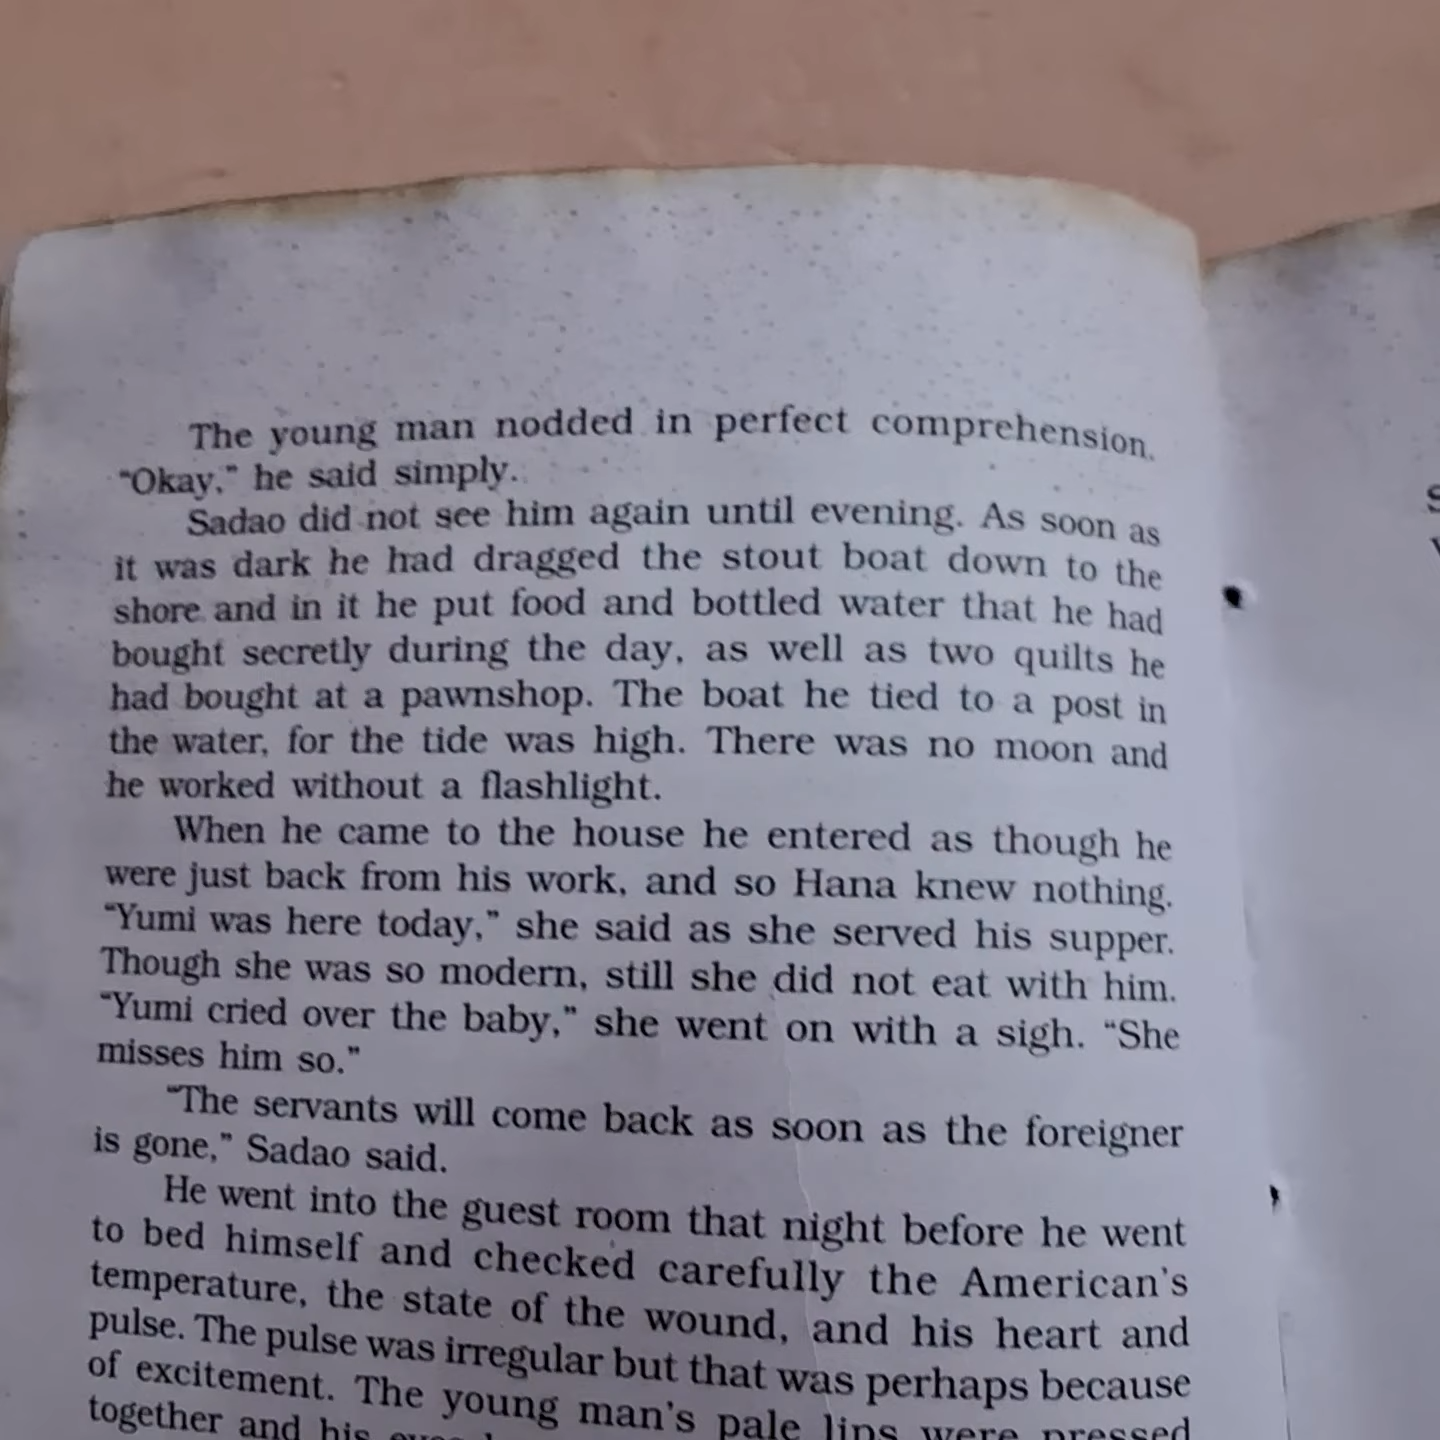 The young man nodded in perfect comprehension.
“Okay,” he said simply.
Sadao did not see him again until evening. As soon as
it was dark he had dragged the stout boat down to the
shore and in it he put food and bottled water that he had
bought secretly during the day, as well as two quilts he
had bought at a pawnshop. The boat he tied to a post in
the water, for the tide was high. There was no moon and
he worked without a flashlight.
When he came to the house he entered as though he
were just back from his work, and so Hana knew nothing.
“Yumi was here today,” she said as she served his supper.
Though she was so modern, still she did not eat with him.
“Yumi cried over the baby,” she went on with a sigh. “She
misses him so.”
“The servants will come back as soon as the foreigner
is gone,” Sadao said.
He went into the guest room that night before he went
to bed himself and checked carefully the American's
temperature, the state of the wound, and his heart and
pulse. The pulse was irregular but that was perhaps because
of excitement. The young man's pale lips were pressed
together and his